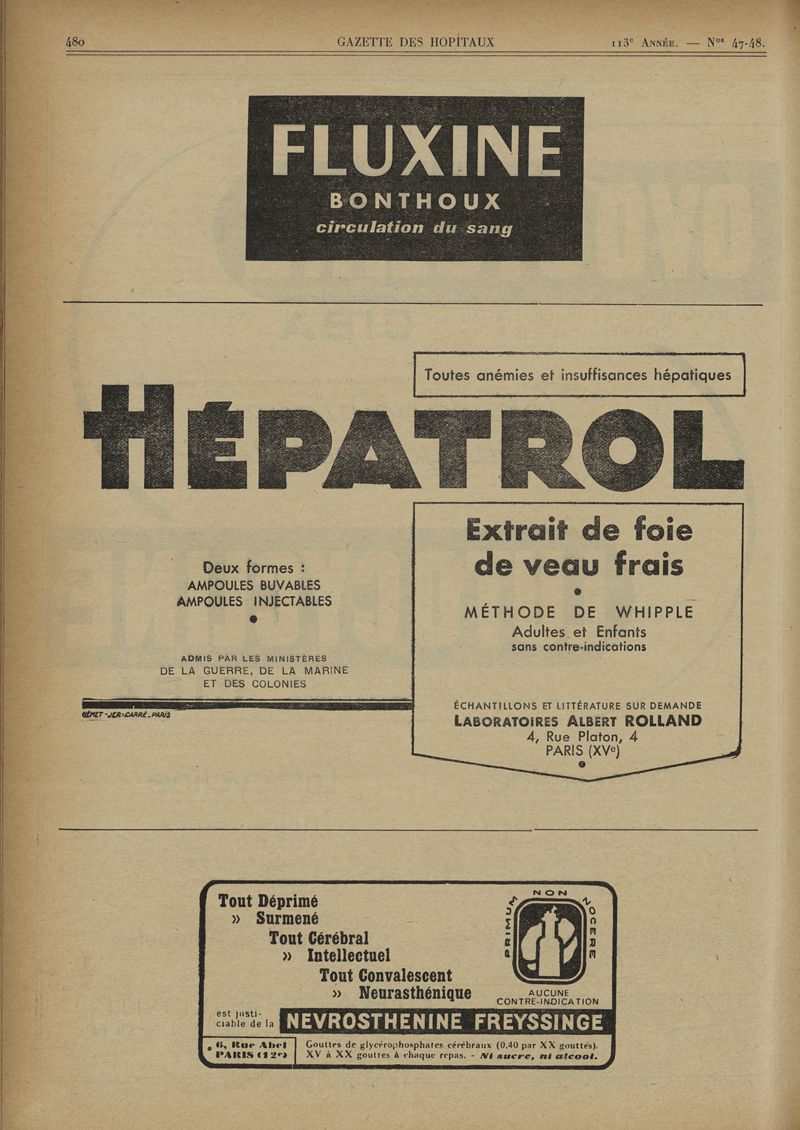 480 GAZETTE DES HOPITAUX 113e ANNÉE. — Nos 47-48.
FLUXINE
BONTHOUX
circulation du sang
Toutes anémies et insuffisances hépatiques
HÉPATROL
Extrait de foie
de veau frais
Deux formes :
AMPOULES BUVABLES
AMPOULES INJECTABLES
MÉTHODE DE WHIPPLE
Adultes et Enfants
sans contre-indications
ADMIS PAR LES MINISTÈRES
DE LA GUERRE, DE LA MARINE
ET DES COLONIES
HÉMET-JEP-CARRÉ-PARIS
ÉCHANTILLONS ET LITTÉRATURE SUR DEMANDE
LABORATOIRES ALBERT ROLLAND
4, Rue Platon, 4
PARIS (XVe)
Tout Déprimé
» Surmené
Tout Cérébral
» Intellectuel
Tout Convalescent
» Neurasthénique
PRIMUM NON NOCERE
AUCUNE
CONTRE-INDICATION
est justi-
ciable de la NÉVROSTHÉNINE FREYSSINGE
6, Rue Abel
PARIS (12e)
Gouttes de glycérophosphates cérébraux (0,40 par XX gouttes).
XV à XX gouttes à chaque repas. - Ni sucre, ni alcool.